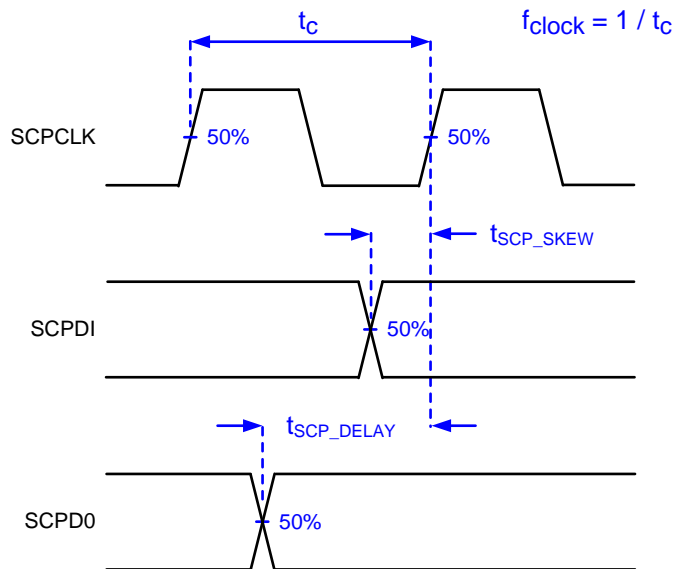 tc
fclock = 1 / tc
SCPCLK
50%
50%
tSCP_SKEW
SCPDI
50%
tSCP_DELAY
SCPD0
50%